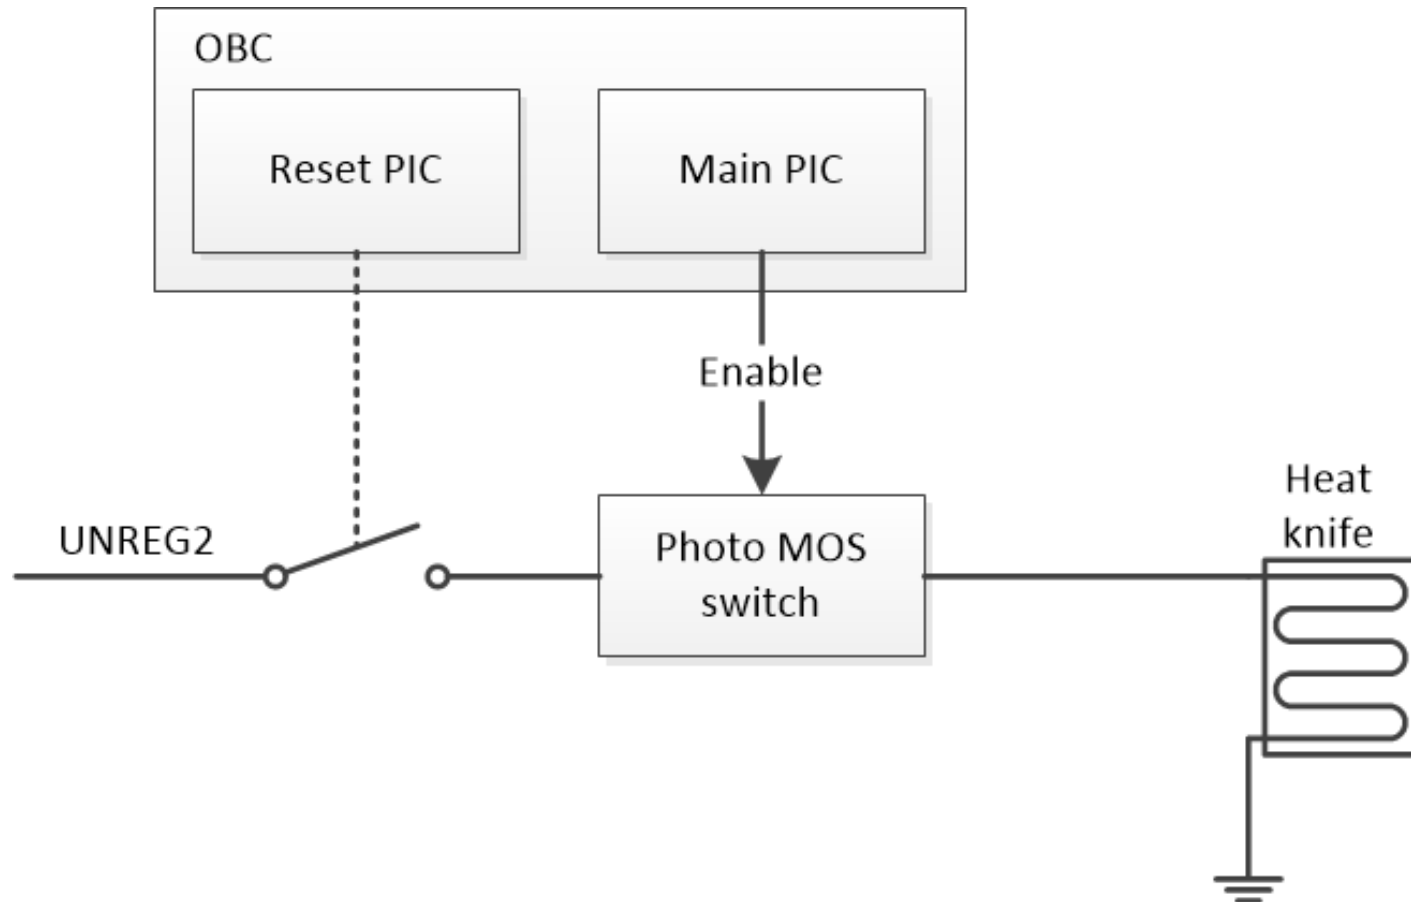 OBC
Reset PIC
Main PIC
Enable
UNREG2
Photo MOS
switch
Heat
knife